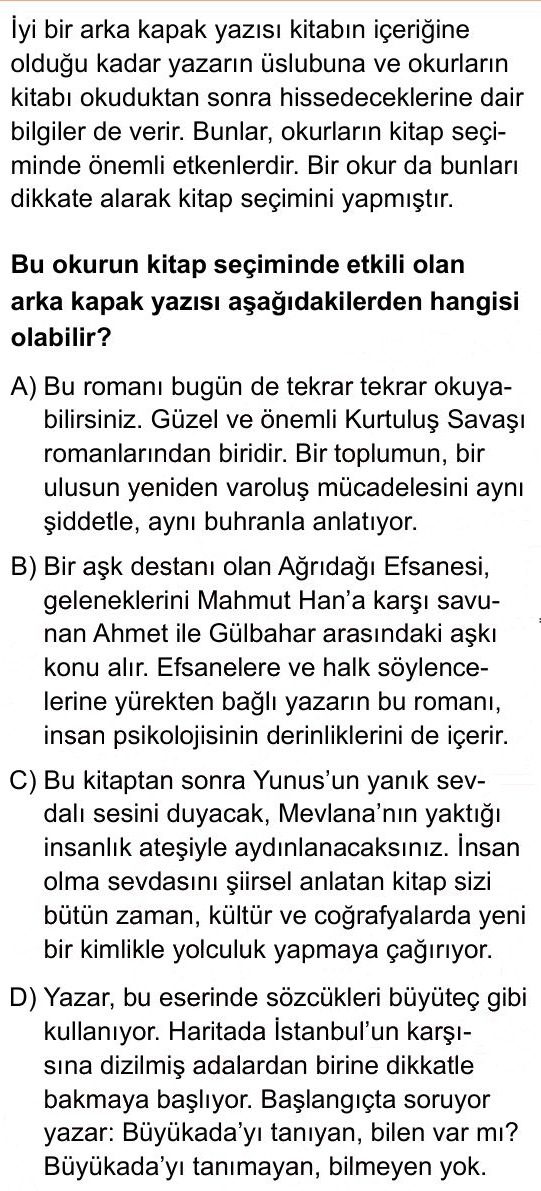 İyi bir arka kapak yazısı kitabın içeriğine
olduğu kadar yazarın üslubuna ve okurların
kitabı okuduktan sonra hissedeceklerine dair
bilgiler de verir. Bunlar, okurların kitap seçi-
minde önemli etkenlerdir. Bir okur da bunları
dikkate alarak kitap seçimini yapmıştır.
Bu okurun kitap seçiminde etkili olan
arka kapak yazısı aşağıdakilerden hangisi
olabilir?
A) Bu romanı bugün de tekrar tekrar okuya-
bilirsiniz. Güzel ve önemli Kurtuluş Savaşı
romanlarından biridir. Bir toplumun, bir
ulusun yeniden varoluş mücadelesini aynı
şiddetle, aynı buhranla anlatıyor.
B) Bir aşk destanı olan Ağrıdağı Efsanesi,
geleneklerini Mahmut Han’a karşı savu-
nan Ahmet ile Gülbahar arasındaki aşkı
konu alır. Efsanelere ve halk söylence-
lerine yürekten bağlı yazarın bu romanı,
insan psikolojisinin derinliklerini de içerir.
C) Bu kitaptan sonra Yunus’un yanık sev-
dalı sesini duyacak, Mevlana’nın yaktığı
insanlık ateşiyle aydınlanacaksınız. İnsan
olma sevdasını şiirsel anlatan kitap sizi
bütün zaman, kültür ve coğrafyalarda yeni
bir kimlikle yolculuk yapmaya çağırıyor.
D) Yazar, bu eserinde sözcükleri büyüteç gibi
kullanıyor. Haritada İstanbul’un karşı-
sına dizilmiş adalardan birine dikkatle
bakmaya başlıyor. Başlangıçta soruyor
yazar: Büyükada’yı tanıyan, bilen var mı?
Büyükada’yı tanımayan, bilmeyen yok.